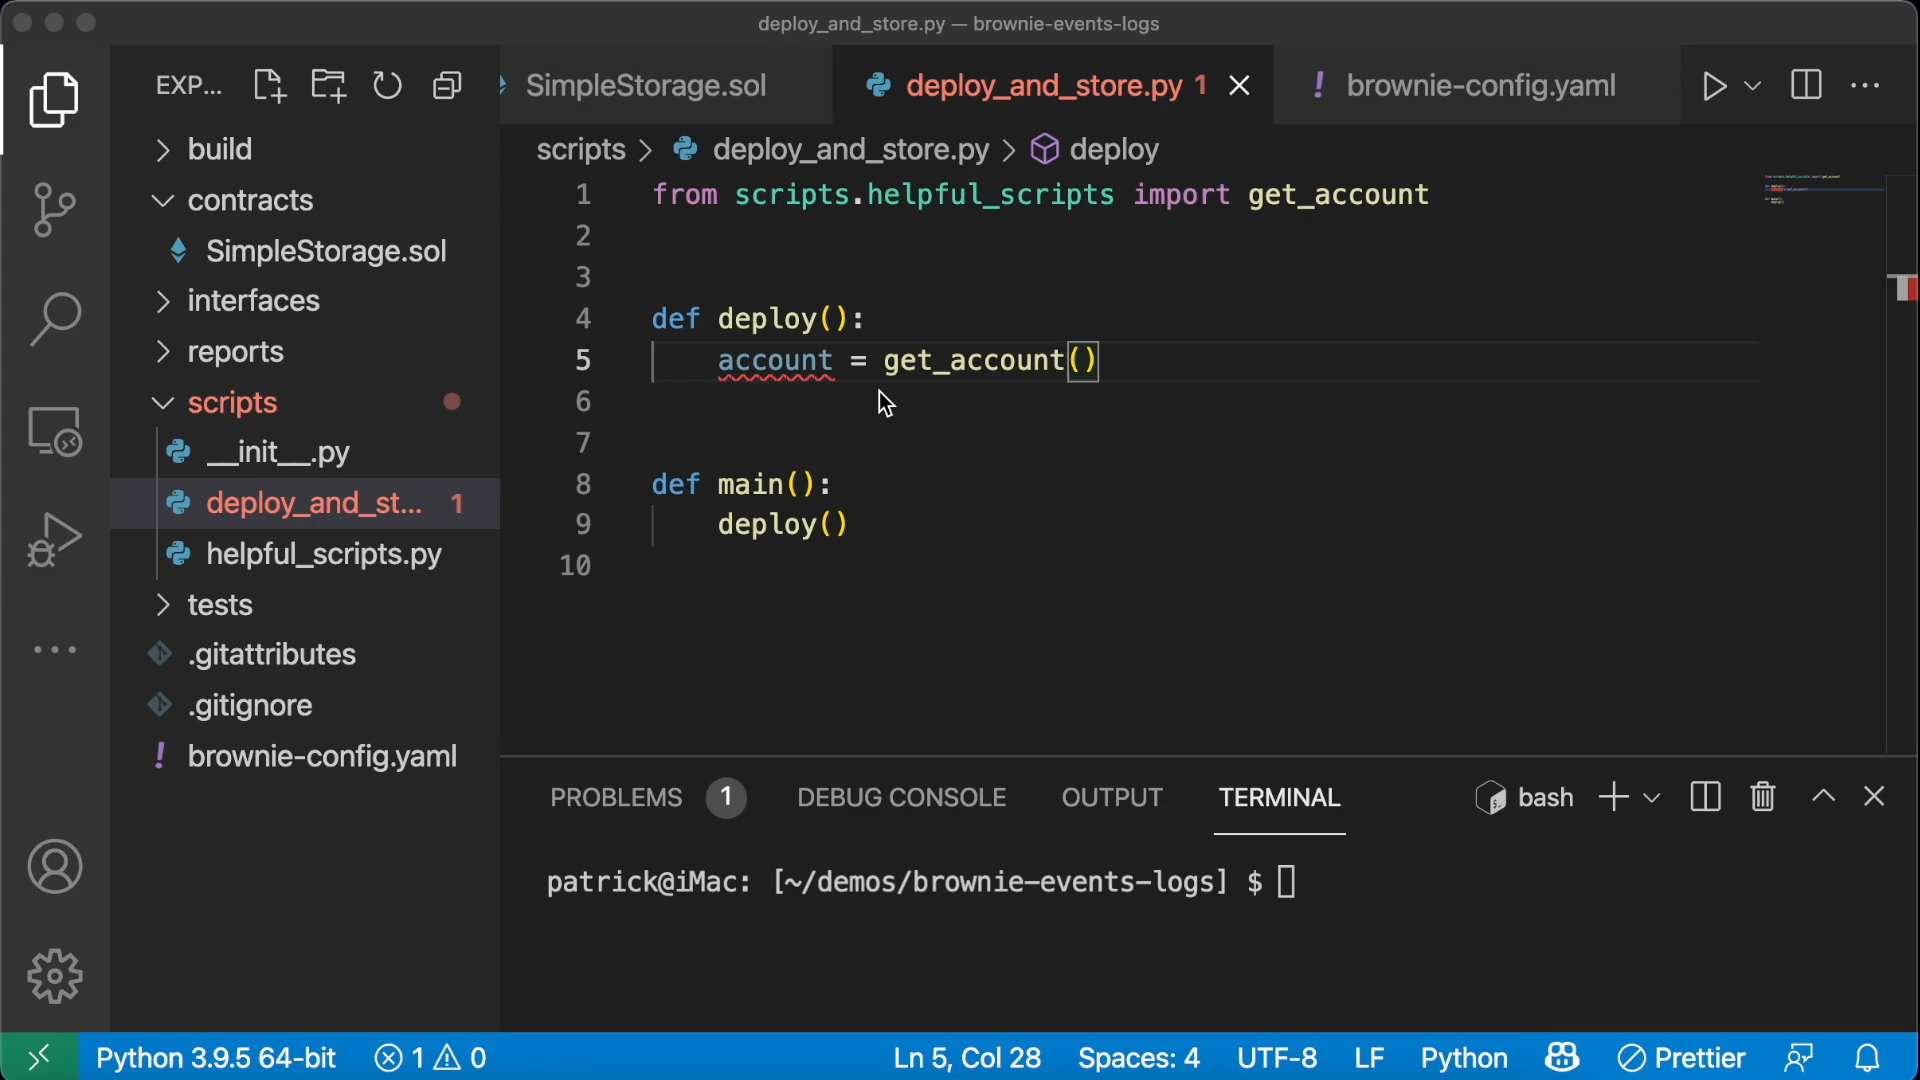 deploy_and_store.py — brownie-events-logs
EXP...
SimpleStorage.sol
deploy_and_store.py 1
! brownie-config.yaml
scripts > deploy_and_store.py > deploy
build
contracts
SimpleStorage.sol
interfaces
reports
scripts
__init__.py
deploy_and_st... 1
helpful_scripts.py
tests
.gitattributes
.gitignore
! brownie-config.yaml
1 from scripts.helpful_scripts import get_account
2
3
4 def deploy():
5 account = get_account()
6
7
8 def main():
9 deploy()
10
PROBLEMS 1 DEBUG CONSOLE OUTPUT TERMINAL bash
patrick@iMac: [~/demos/brownie-events-logs] $
Python 3.9.5 64-bit 1 0 Ln 5, Col 28 Spaces: 4 UTF-8 LF Python Prettier